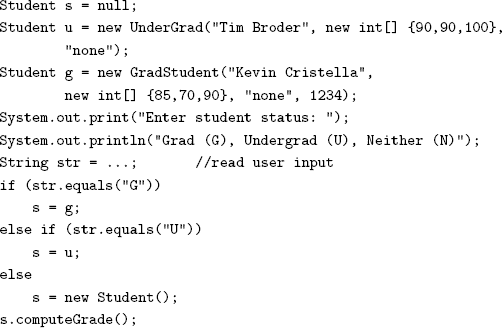 Student s = null;
Student u = new UnderGrad("Tim Broder", new int[] {90,90,100},
"none");
Student g = new GradStudent("Kevin Cristella",
new int[] {85,70,90}, "none", 1234);
System.out.print("Enter student status: ");
System.out.println("Grad (G), Undergrad (U), Neither (N)");
String str = ...; //read user input
if (str.equals("G"))
s = g;
else if (str.equals("U"))
s = u;
else
s = new Student();
s.computeGrade();